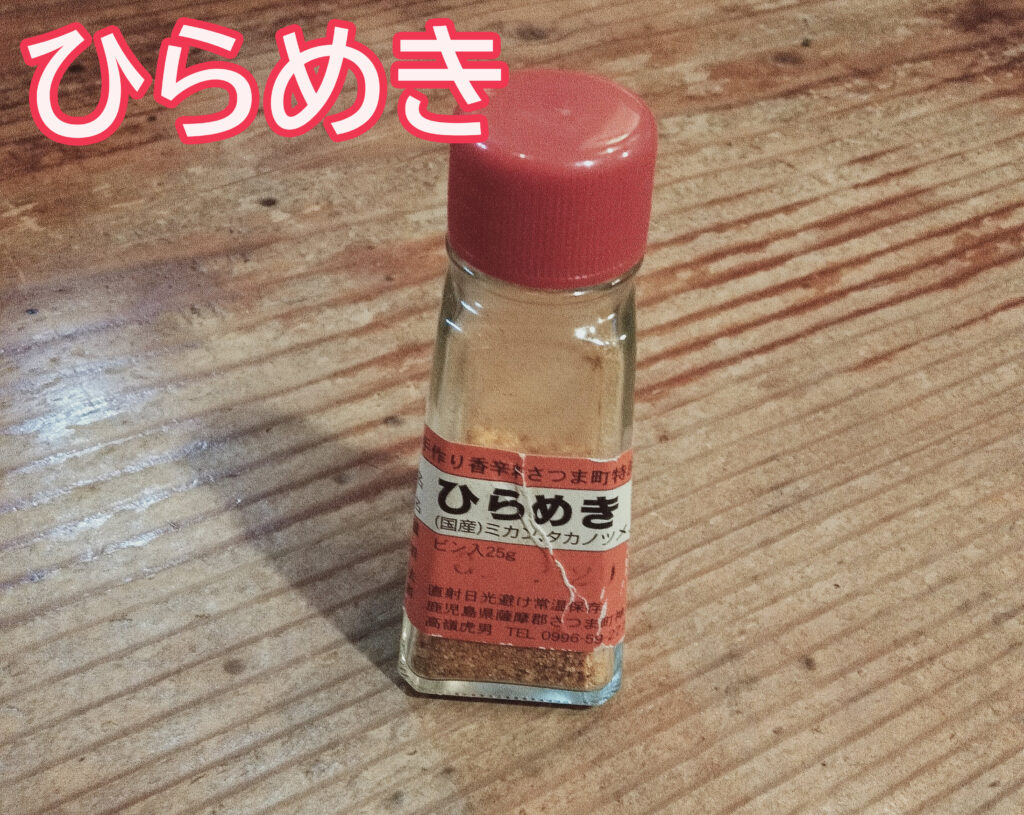 ひらめき
手作り香辛料さつま町特
ひらめき
(国産)ミカン、タカノツメ
ビン入25g
直射日光避け常温保存
鹿児島県薩摩郡さつま町
高嶺虎男 TEL 0996-59-2